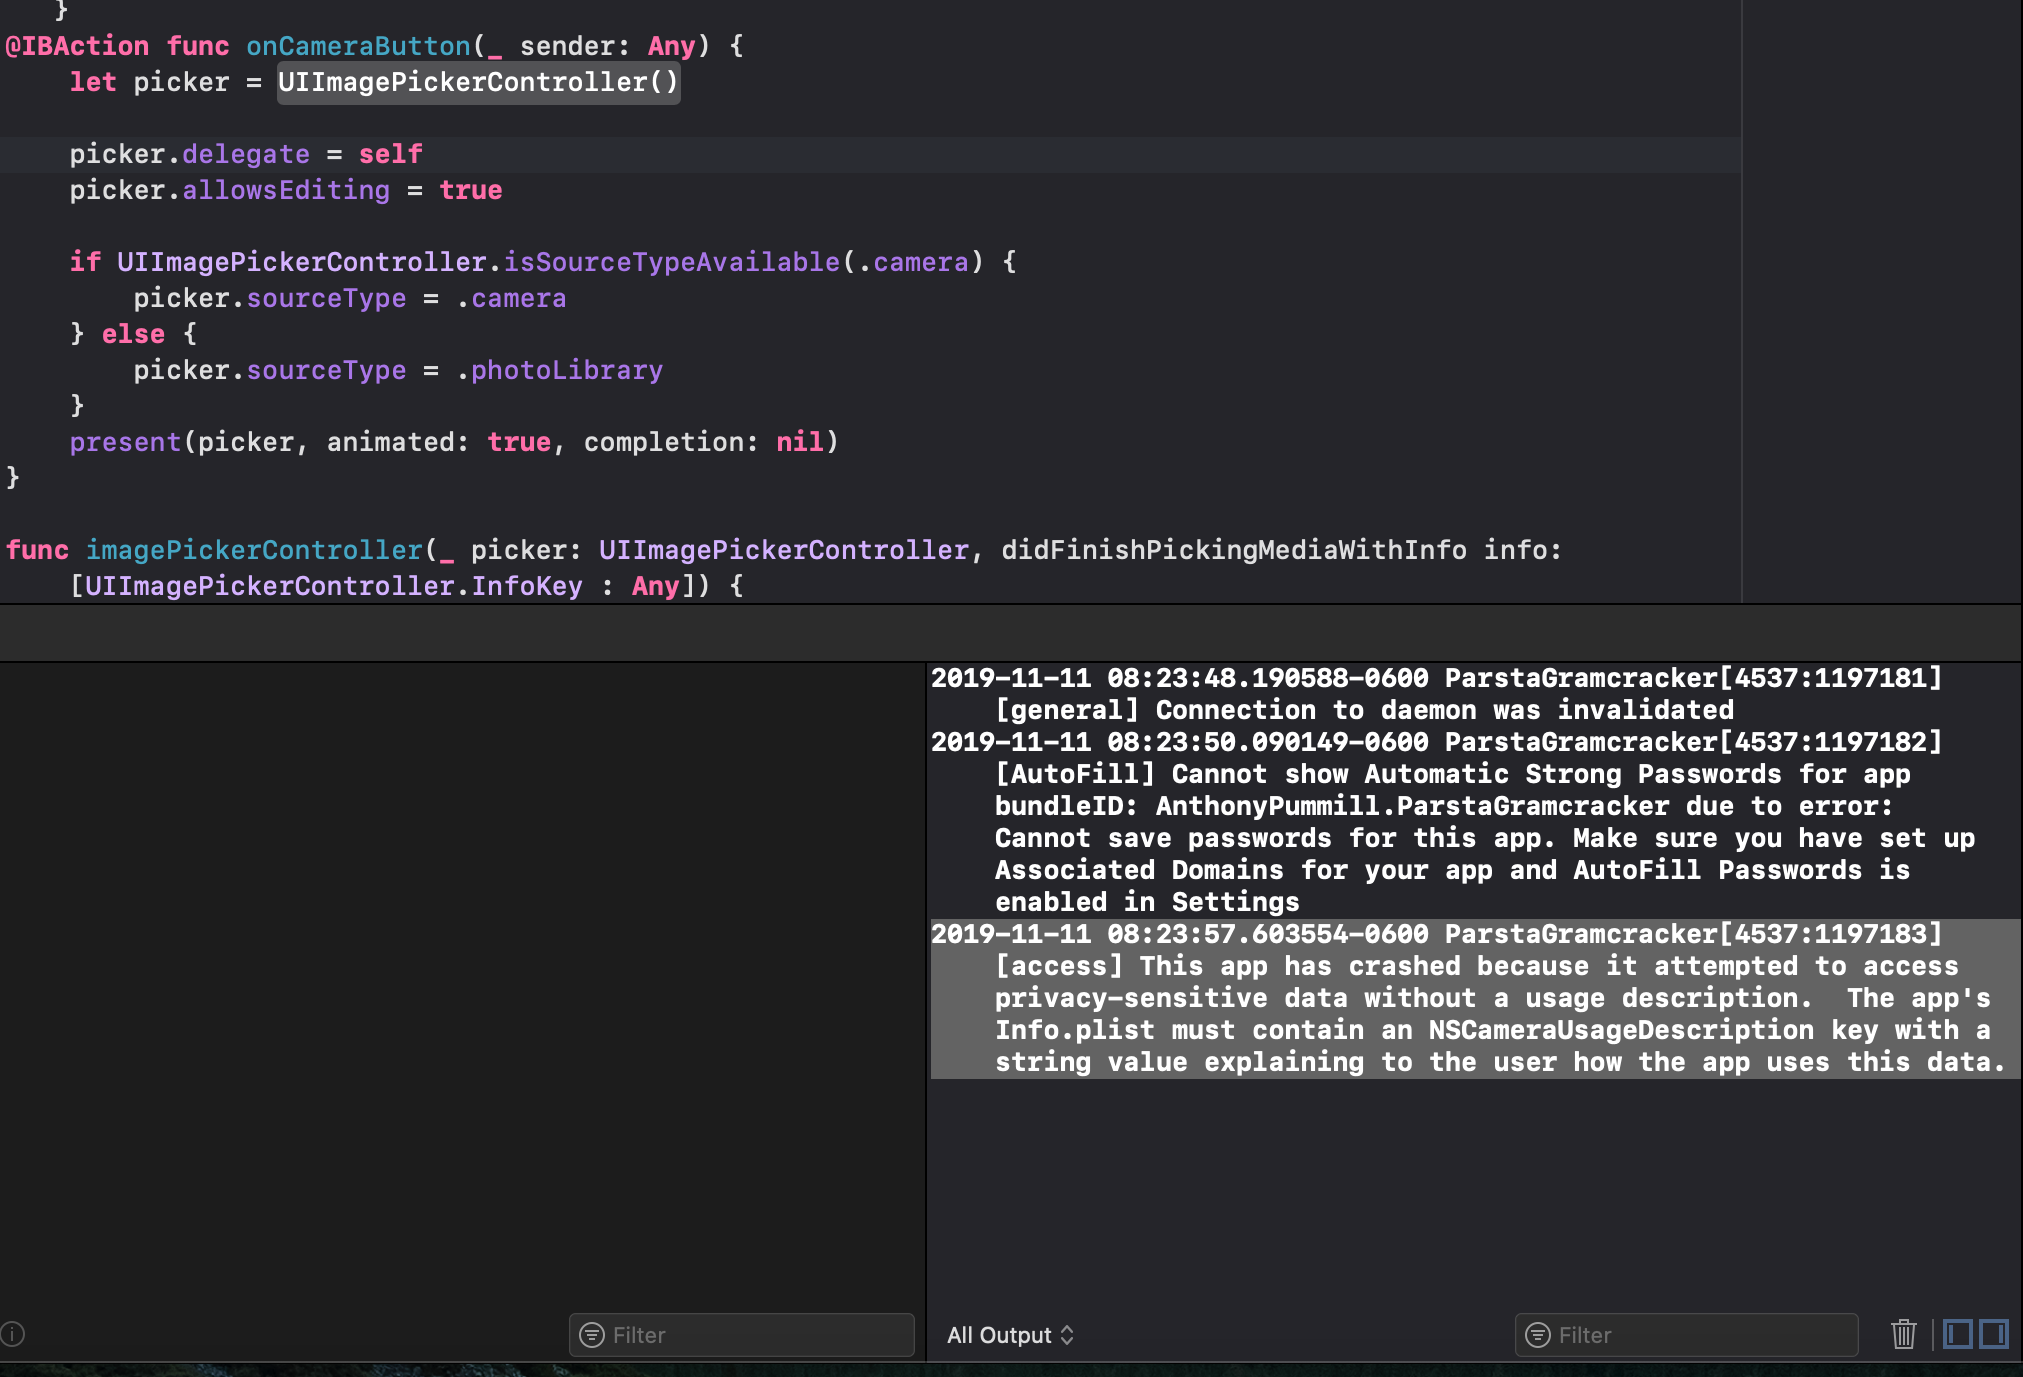 }
@IBAction func onCameraButton(_ sender: Any) {
let picker = UIImagePickerController()
picker.delegate = self
picker.allowsEditing = true
if UIImagePickerController.isSourceTypeAvailable(.camera) {
picker.sourceType = .camera
} else {
picker.sourceType = .photoLibrary
}
present(picker, animated: true, completion: nil)
}
func imagePickerController(_ picker: UIImagePickerController, didFinishPickingMediaWithInfo info:
[UIImagePickerController.InfoKey : Any]) {
2019-11-11 08:23:48.190588-0600 ParstaGramcracker[4537:1197181]
[general] Connection to daemon was invalidated
2019-11-11 08:23:50.090149-0600 ParstaGramcracker[4537:1197182]
[AutoFill] Cannot show Automatic Strong Passwords for app
bundleID: AnthonyPummill.ParstaGramcracker due to error:
Cannot save passwords for this app. Make sure you have set up
Associated Domains for your app and AutoFill Passwords is
enabled in Settings
2019-11-11 08:23:57.603554-0600 ParstaGramcracker[4537:1197183]
[access] This app has crashed because it attempted to access
privacy-sensitive data without a usage description.  The app's
Info.plist must contain an NSCameraUsageDescription key with a
string value explaining to the user how the app uses this data.
Filter
All Output
Filter